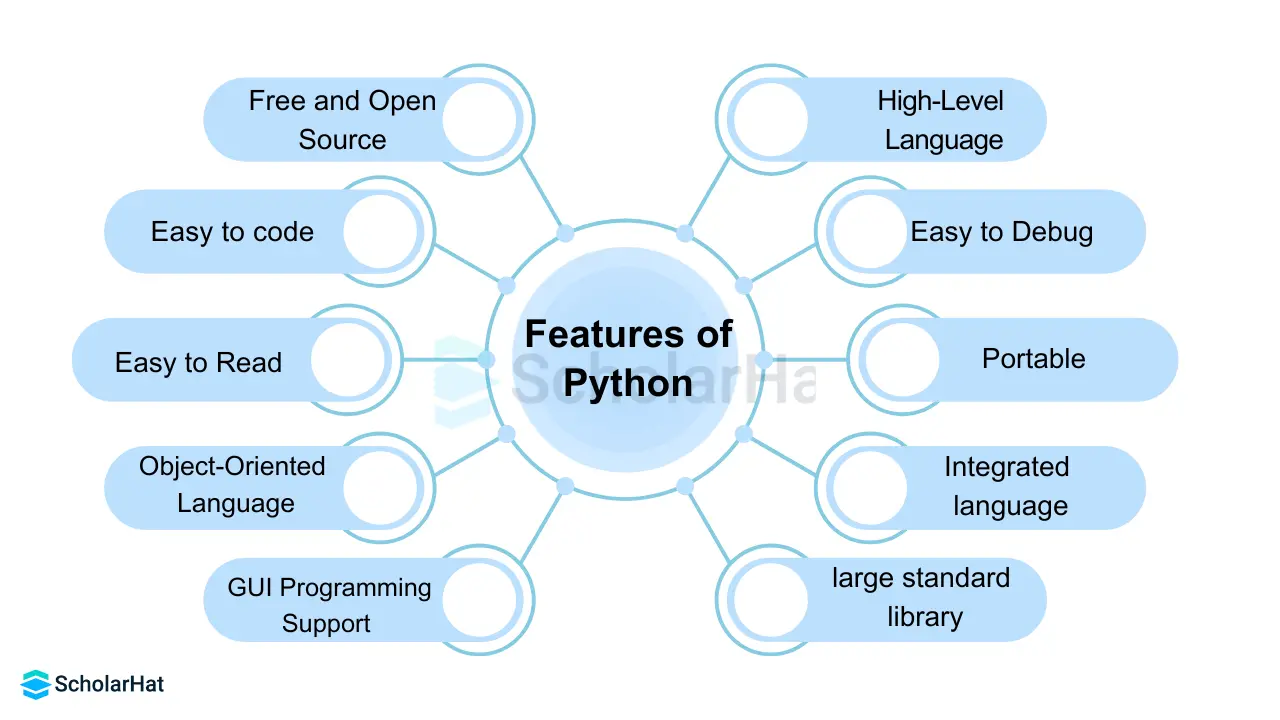 Free and Open
Source
Easy to code
Easy to Read
Object-Oriented
Language
GUI Programming
Support
Features of
Python
High-Level
Language
Easy to Debug
Portable
Integrated
language
large standard
library
ScholarHat
ScholarHa